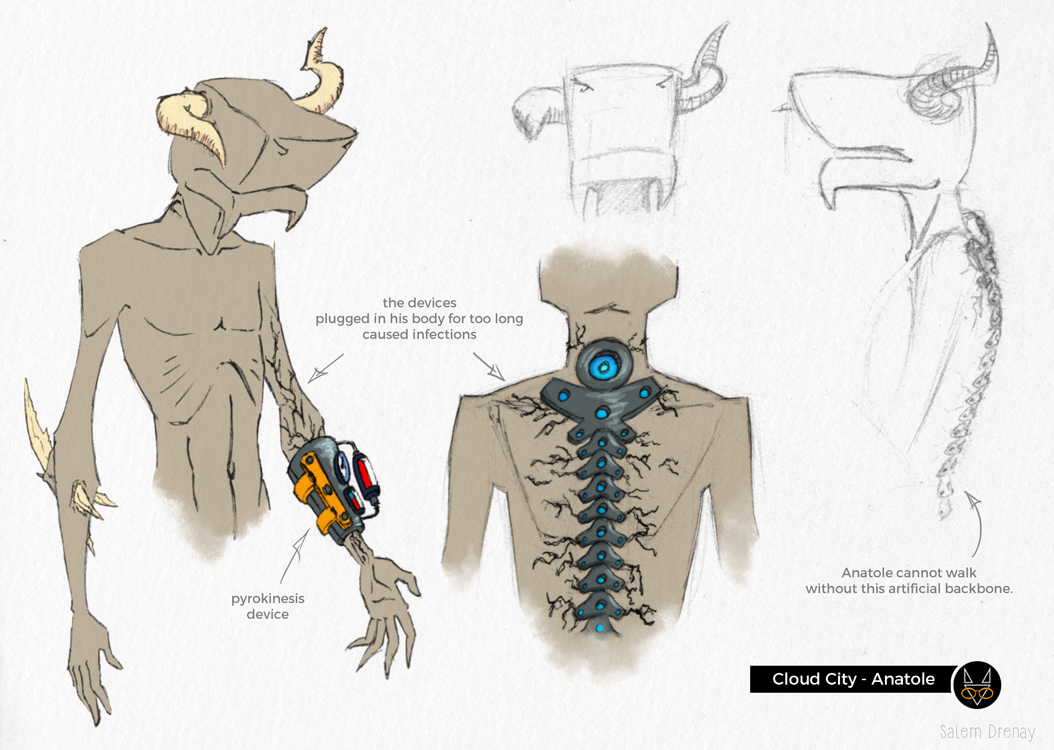 the devices
plugged in his body for too long
caused infections
pyrokinesis
device
Anatole cannot walk
without this artificial backbone.
Cloud City - Anatole
Salem Drenay